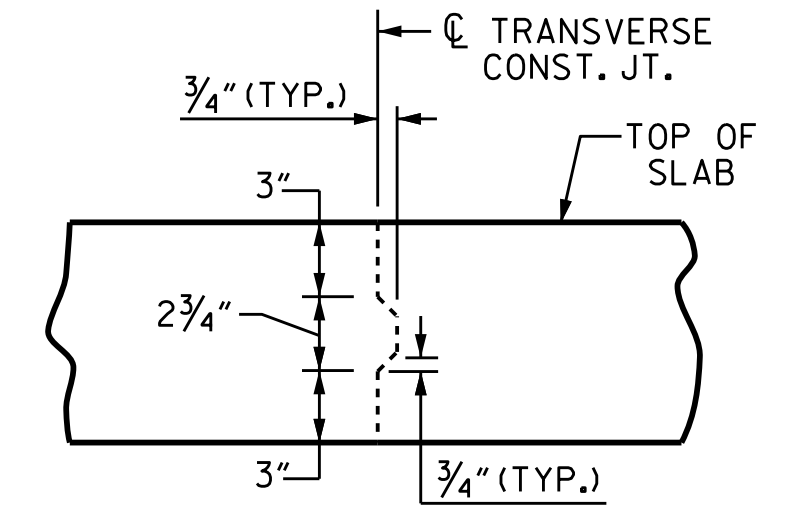 ℄ TRANSVERSE
CONST. JT.
3/4" (TYP.)
TOP OF
SLAB
3"
2 3/4"
3"
3/4" (TYP.)